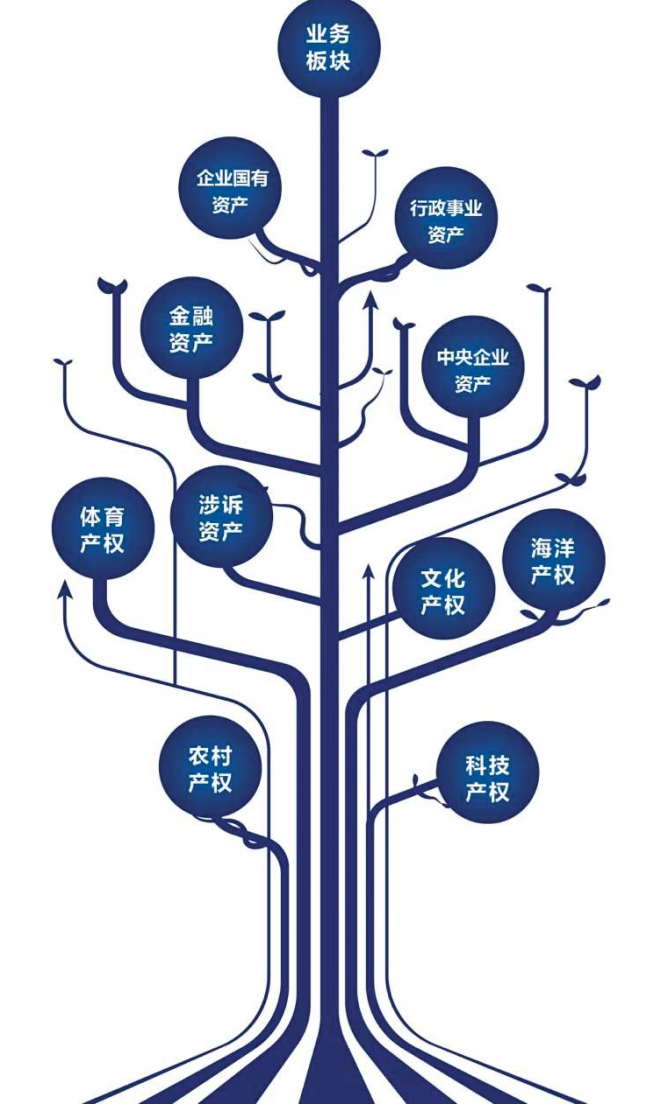 业务
板块
企业国有
资产
行政事业
资产
金融
资产
中央企业
资产
体育
产权
涉诉
资产
文化
产权
海洋
产权
农村
产权
科技
产权